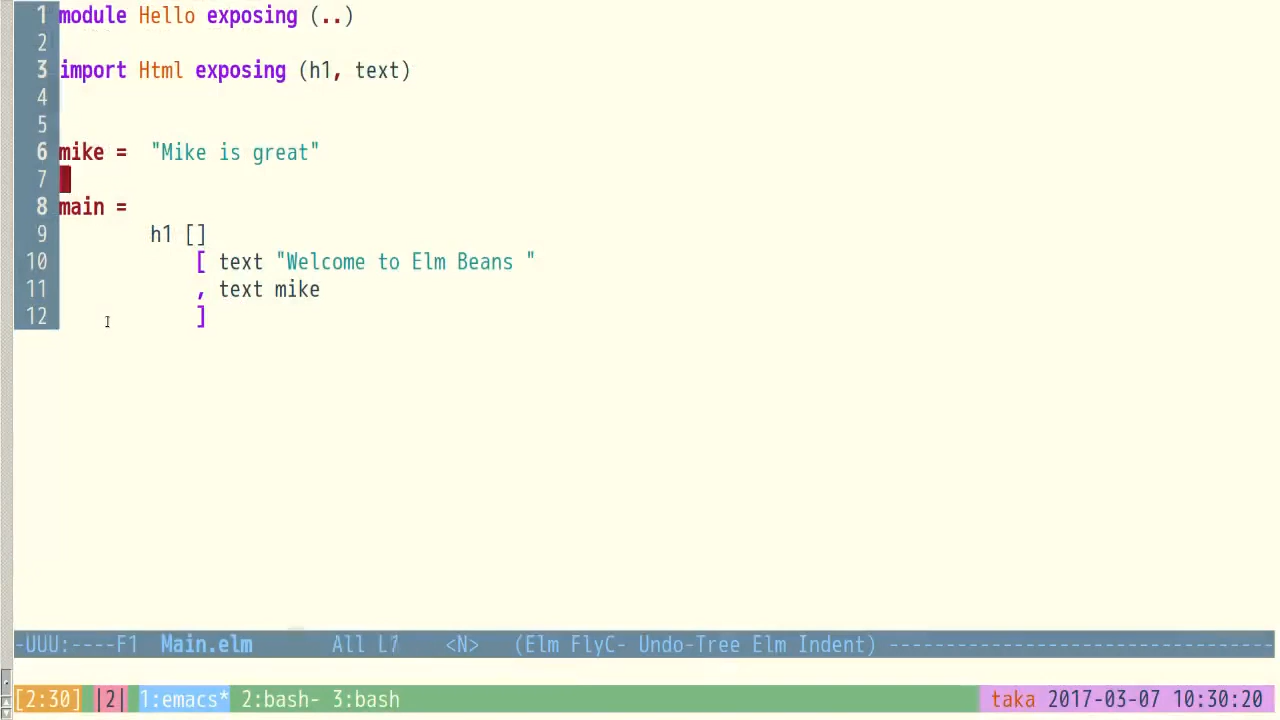 1 module Hello exposing (..)
2
3 import Html exposing (h1, text)
4
5
6 mike =  "Mike is great"
7
8 main =
9         h1 []
10             [ text "Welcome to Elm Beans "
11             , text mike
12             ]
-UUU:----F1  Main.elm       All L7    <N>   (Elm FlyC- Undo-Tree Elm Indent) ----------------------------------
[2:30] |2| 1:emacs* 2:bash- 3:bash taka 2017-03-07 10:30:20